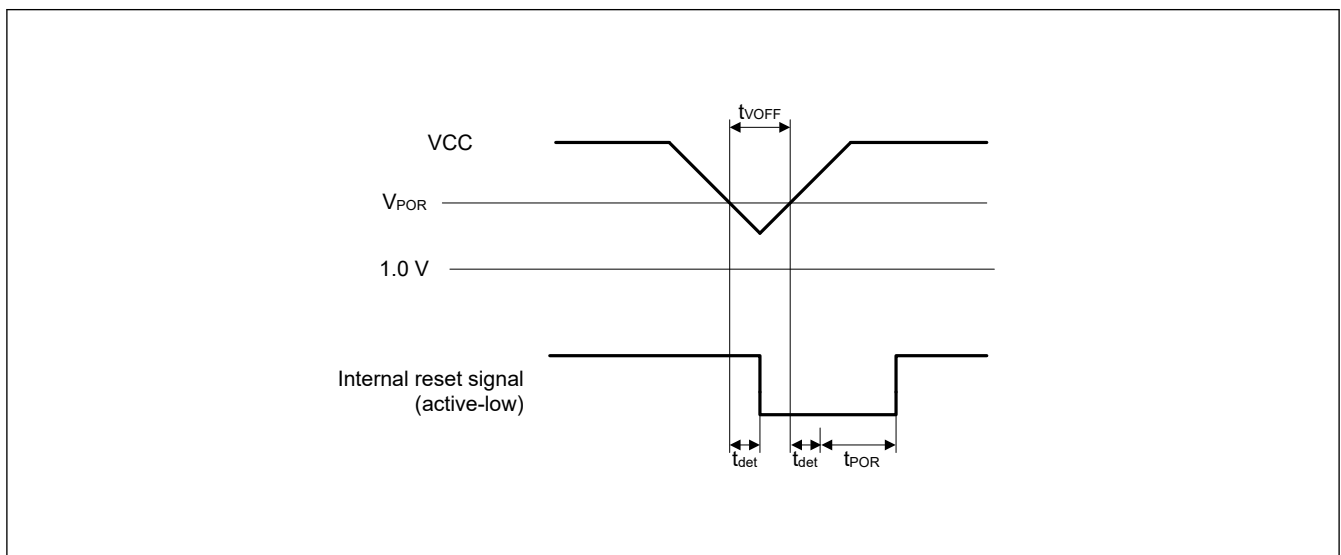 tVOFF
VCC
VPOR
1.0 V
Internal reset signal
(active-low)
tdet tdet tPOR